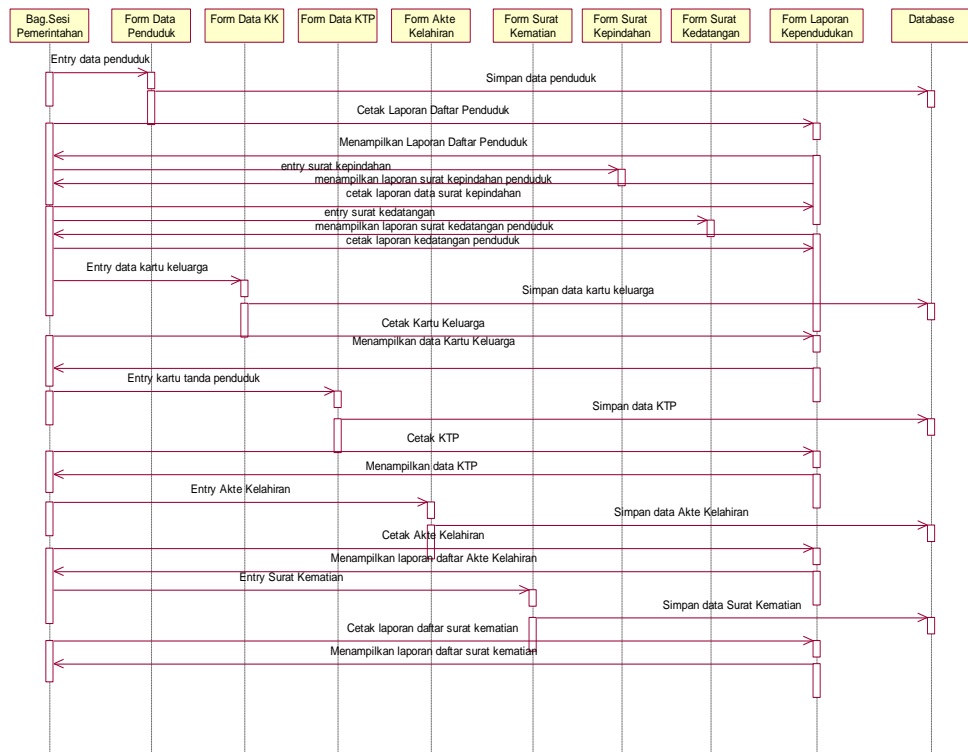 Bag.Sesi
Pemerintahan
Form Data
Penduduk
Form Data KK
Form Data KTP
Form Akte
Kelahiran
Form Surat
Kematian
Form Surat
Kepindahan
Form Surat
Kedatangan
Form Laporan
Kependudukan
Database
Entry data penduduk
Simpan data penduduk
Cetak Laporan Daftar Penduduk
Menampilkan Laporan Daftar Penduduk
entry surat kepindahan
menampilkan laporan surat kepindahan penduduk
cetak laporan data surat kepindahan
entry surat kedatangan
menampilkan laporan surat kedatangan penduduk
cetak laporan kedatangan penduduk
Entry data kartu keluarga
Simpan data kartu keluarga
Cetak Kartu Keluarga
Menampilkan data Kartu Keluarga
Entry kartu tanda penduduk
Simpan data KTP
Cetak KTP
Menampilkan data KTP
Entry Akte Kelahiran
Simpan data Akte Kelahiran
Cetak Akte Kelahiran
Menampilkan laporan daftar Akte Kelahiran
Entry Surat Kematian
Simpan data Surat Kematian
Cetak laporan daftar surat kematian
Menampilkan laporan daftar surat kematian